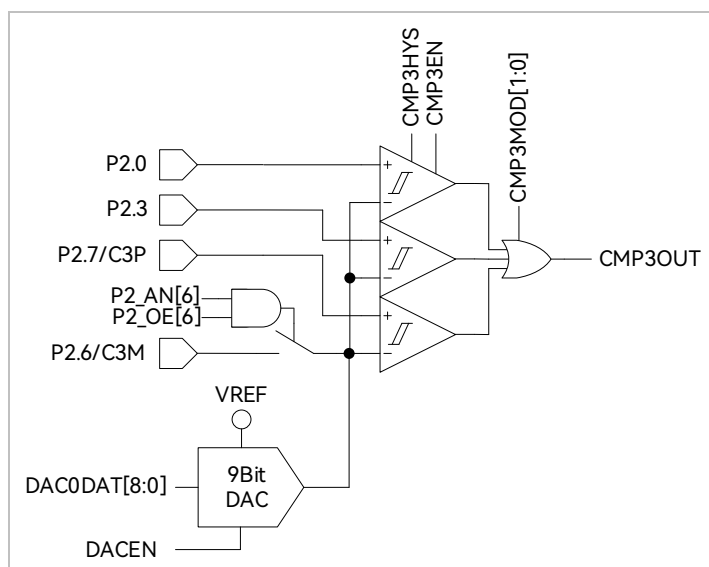 CMP3HYS
CMP3EN
CMP3MOD[1:0]
P2.0
+
−
P2.3
+
−
CMP3OUT
P2.7/C3P
+
−
P2_AN[6]
P2_OE[6]
P2.6/C3M
VREF
DAC0DAT[8:0]
9Bit
DAC
DACEN